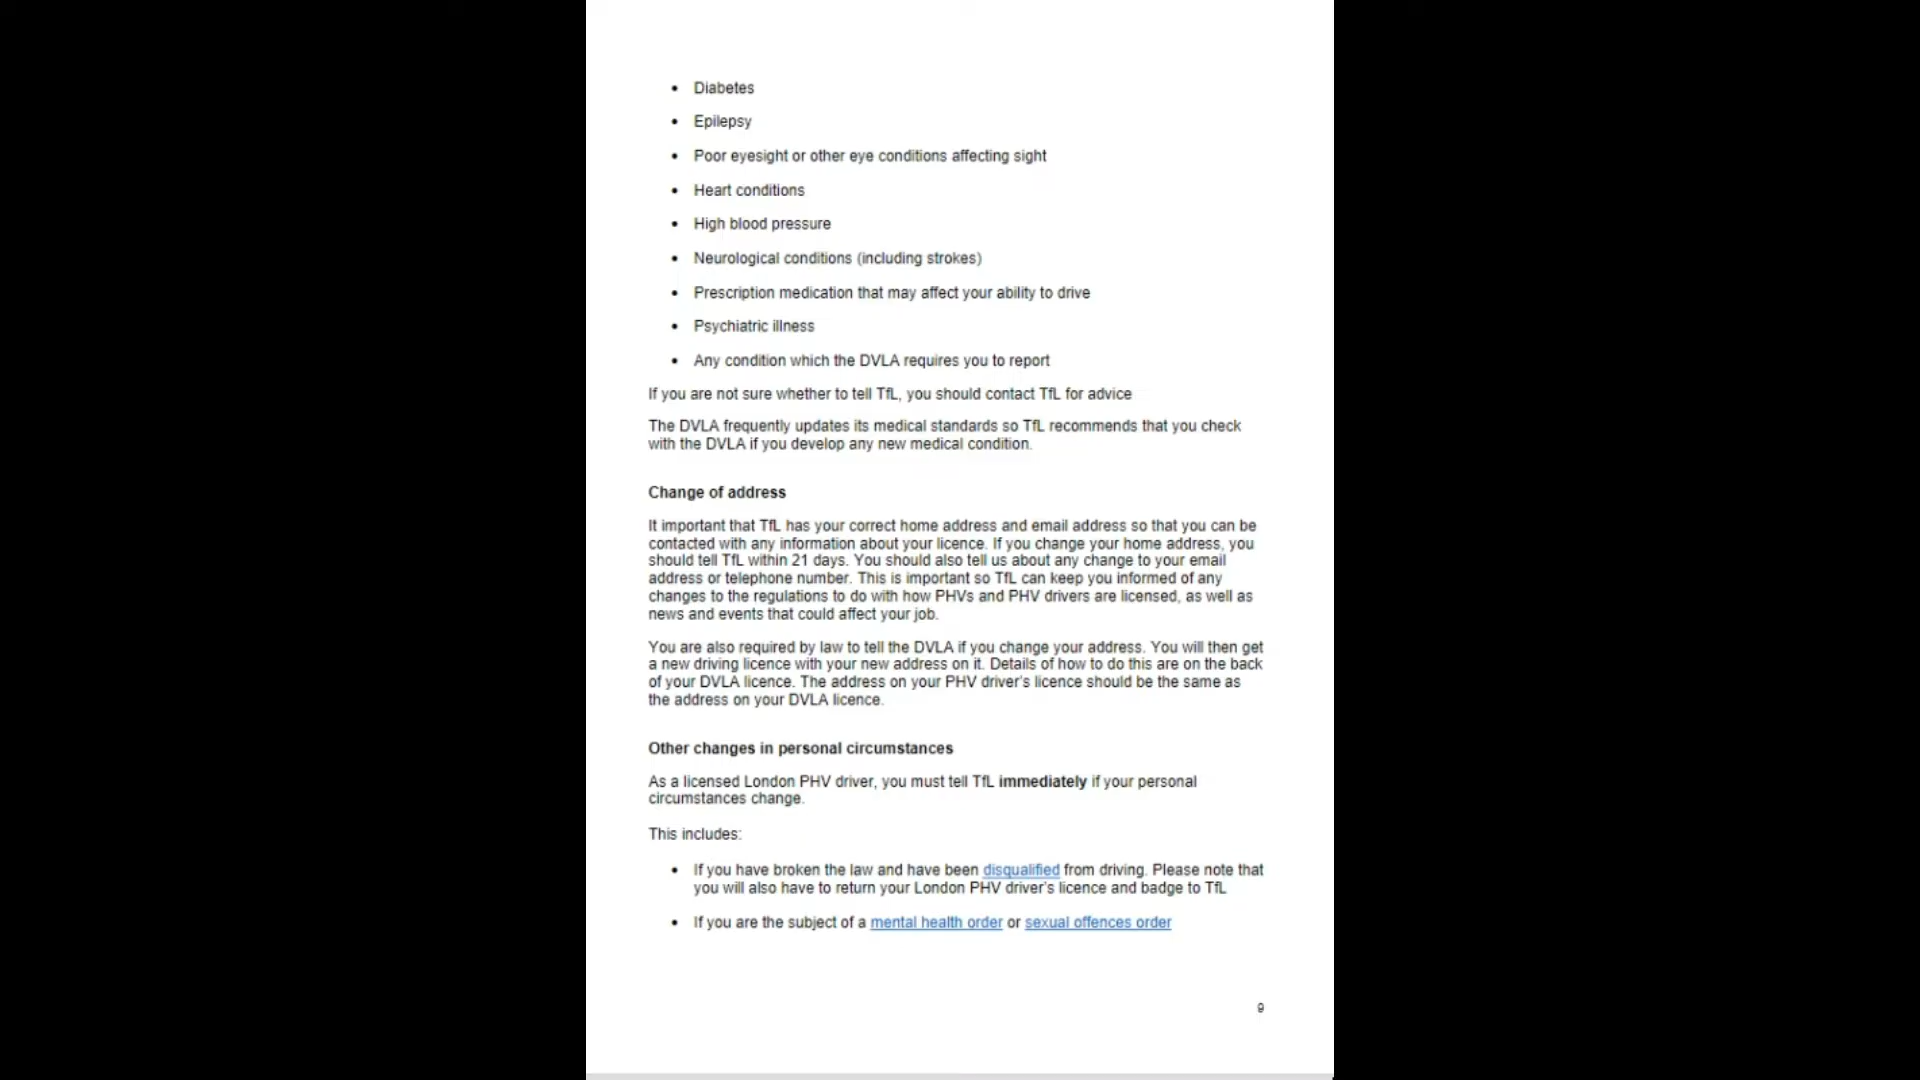 • Diabetes
• Epilepsy
• Poor eyesight or other eye conditions affecting sight
• Heart conditions
• High blood pressure
• Neurological conditions (including strokes)
• Prescription medication that may affect your ability to drive
• Psychiatric illness
• Any condition which the DVLA requires you to report
If you are not sure whether to tell TfL, you should contact TfL for advice
The DVLA frequently updates its medical standards so TfL recommends that you check
with the DVLA if you develop any new medical condition.
Change of address
It important that TfL has your correct home address and email address so that you can be
contacted with any information about your licence. If you change your home address, you
should tell TfL within 21 days. You should also tell us about any change to your email
address or telephone number. This is important so TfL can keep you informed of any
changes to the regulations to do with how PHVs and PHV drivers are licensed, as well as
news and events that could affect your job.
You are also required by law to tell the DVLA if you change your address. You will then get
a new driving licence with your new address on it. Details of how to do this are on the back
of your DVLA licence. The address on your PHV driver's licence should be the same as
the address on your DVLA licence.
Other changes in personal circumstances
As a licensed London PHV driver, you must tell TfL immediately if your personal
circumstances change.
This includes:
• If you have broken the law and have been disqualified from driving. Please note that
you will also have to return your London PHV driver's licence and badge to TfL
• If you are the subject of a mental health order or sexual offences order
9